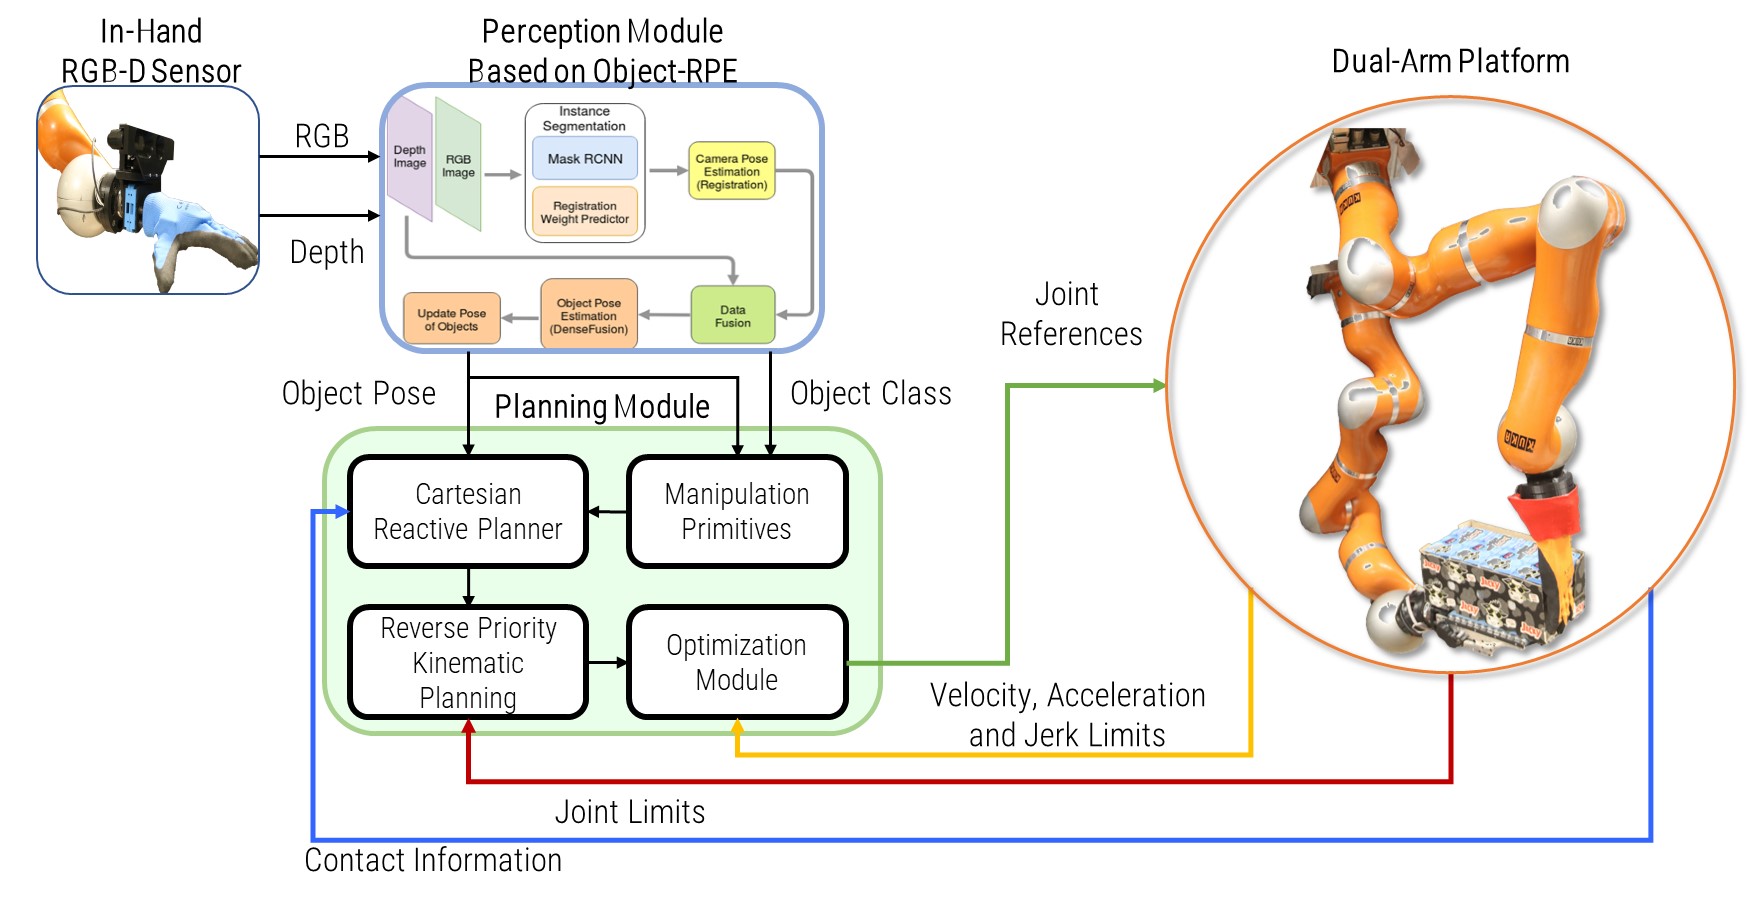 In-Hand
RGB-D Sensor
Perception Module
Based on Object-RPE
Dual-Arm Platform
RGB
Depth
Depth
Image
RGB
Image
Instance
Segmentation
Mask RCNN
Registration
Weight Predictor
Camera Pose
Estimation
(Registration)
Update Pose
of Objects
Object Pose
Estimation
(DenseFusion)
Data
Fusion
Object Pose
Object Class
Planning Module
Cartesian
Reactive Planner
Manipulation
Primitives
Reverse Priority
Kinematic
Planning
Optimization
Module
Joint
References
Velocity, Acceleration
and Jerk Limits
Joint Limits
Contact Information
KUKA
KUKA